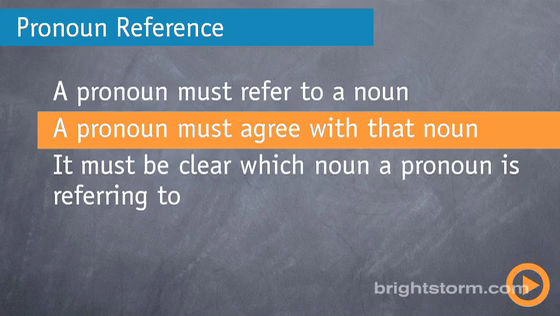 Pronoun Reference
A pronoun must refer to a noun
A pronoun must agree with that noun
It must be clear which noun a pronoun is
referring to
brightstorm.com